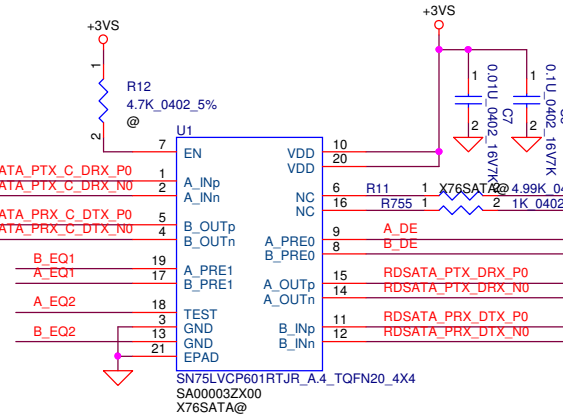 +3VS
+3VS
1
R12
4.7K_0402_5%
@
2
1
2
0.01U_0402_16V7K
C7
1
2
0.1U_0402_16V7K
U1
7 EN
VDD 10
VDD 20
ATA_PTX_C_DRX_P0 1 A_INp
ATA_PTX_C_DRX_N0 2 A_INn
NC 6 R11 1 X76SATA@ 2 4.99K_04
NC 16 R755 1 2 1K_0402
ATA_PRX_C_DTX_P0 5 B_OUTp
ATA_PRX_C_DTX_N0 4 B_OUTn
A_PRE0 9 A_DE
B_PRE0 8 B_DE
B_EQ1 19 A_PRE1
A_EQ1 17 B_PRE1
A_OUTp 15 RDSATA_PTX_DRX_P0
A_OUTn 14 RDSATA_PTX_DRX_N0
A_EQ2 18 TEST
3 GND
B_EQ2 13 GND
21 EPAD
B_INp 11 RDSATA_PRX_DTX_P0
B_INn 12 RDSATA_PRX_DTX_N0
SN75LVCP601RTJR_A.4_TQFN20_4X4
SA00003ZX00
X76SATA@